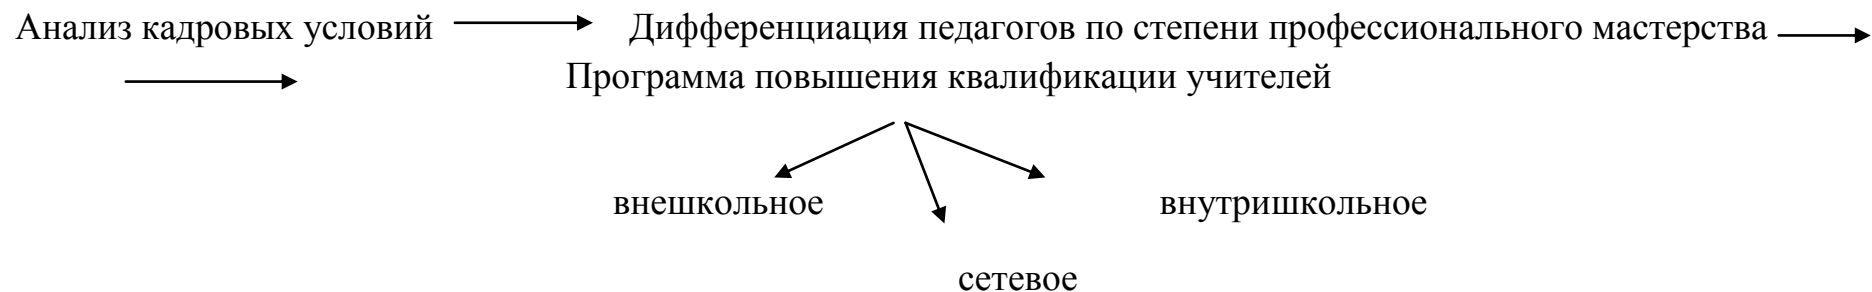 Анализ кадровых условий Дифференциация педагогов по степени профессионального мастерства
Программа повышения квалификации учителей
внешкольное внутришкольное
сетевое